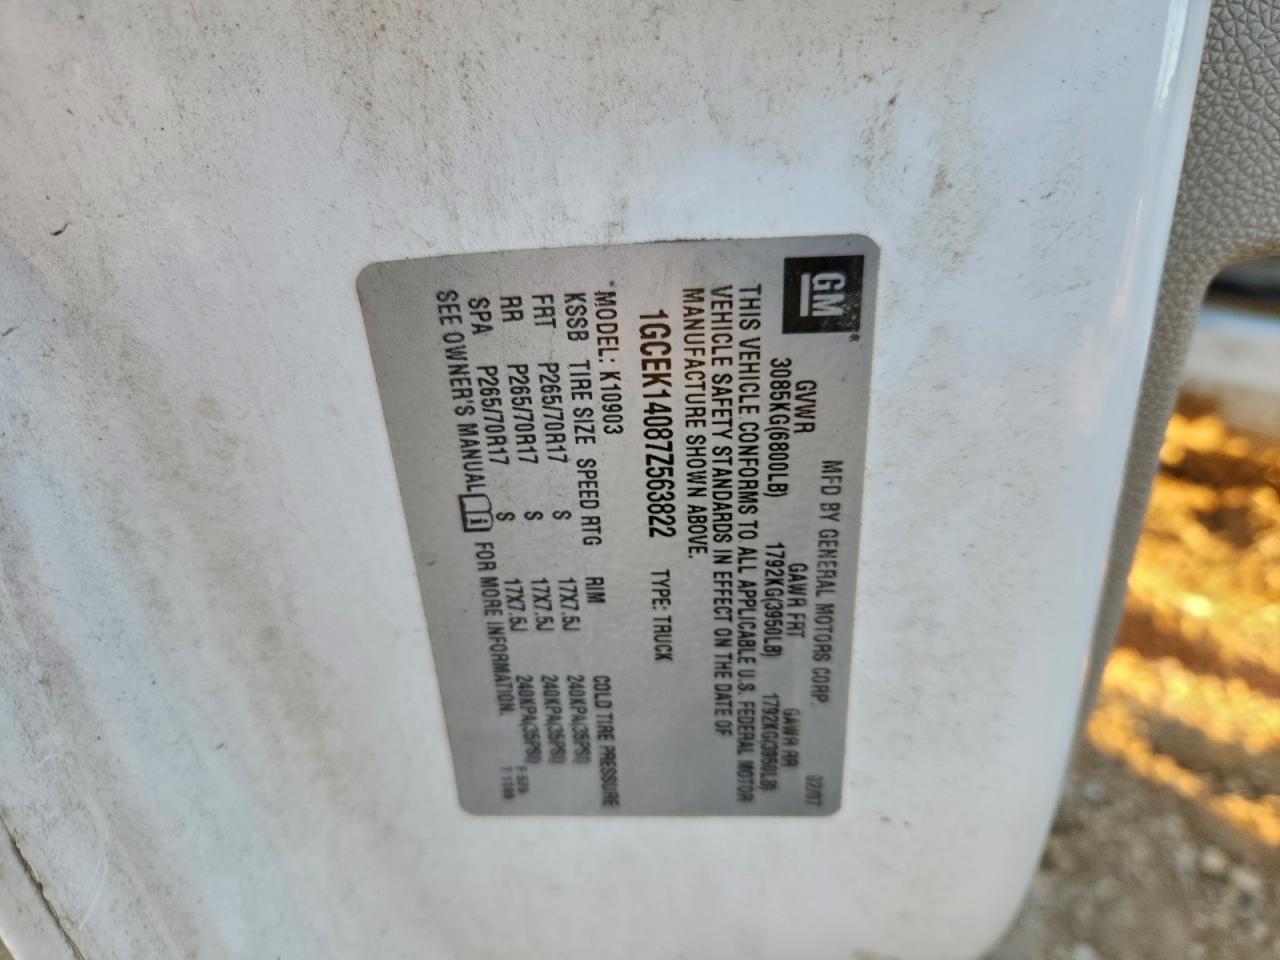 GM®
MFD BY GENERAL MOTORS CORP. 02/07
GVWR GAWR FRT GAWR RR
3085KG(6800LB) 1792KG(3950LB) 1792KG(3950LB)
THIS VEHICLE CONFORMS TO ALL APPLICABLE U.S. FEDERAL MOTOR
VEHICLE SAFETY STANDARDS IN EFFECT ON THE DATE OF
MANUFACTURE SHOWN ABOVE.
1GCEK14087Z563822 TYPE: TRUCK
*MODEL: K10903
KSSB TIRE SIZE SPEED RTG RIM COLD TIRE PRESSURE
FRT P265/70R17 S 17X7.5J 240KPA(35PSI)
RR P265/70R17 S 17X7.5J 240KPA(35PSI)
SPA P265/70R17 S 17X7.5J 240KPA(35PSI)
SEE OWNER'S MANUAL i FOR MORE INFORMATION.